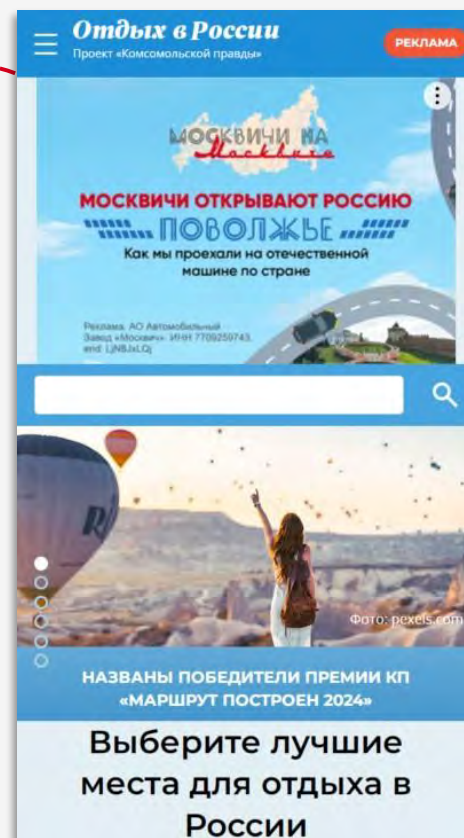 Отдых в России
Проект «Комсомольской правды»
РЕКЛАМА
МОСКВИЧИ НА
Москвиче
МОСКВИЧИ ОТКРЫВАЮТ РОССИЮ
ПОВОЛЖЬЕ
Как мы проехали на отечественной
машине по стране
Реклама. АО Автомобильный
Завод «Москвич». ИНН 7709259743,
erid: LjN8JxLQj
Фото: pexels.com
НАЗВАНЫ ПОБЕДИТЕЛИ ПРЕМИИ КП
«МАРШРУТ ПОСТРОЕН 2024»
Выберите лучшие
места для отдыха в
России